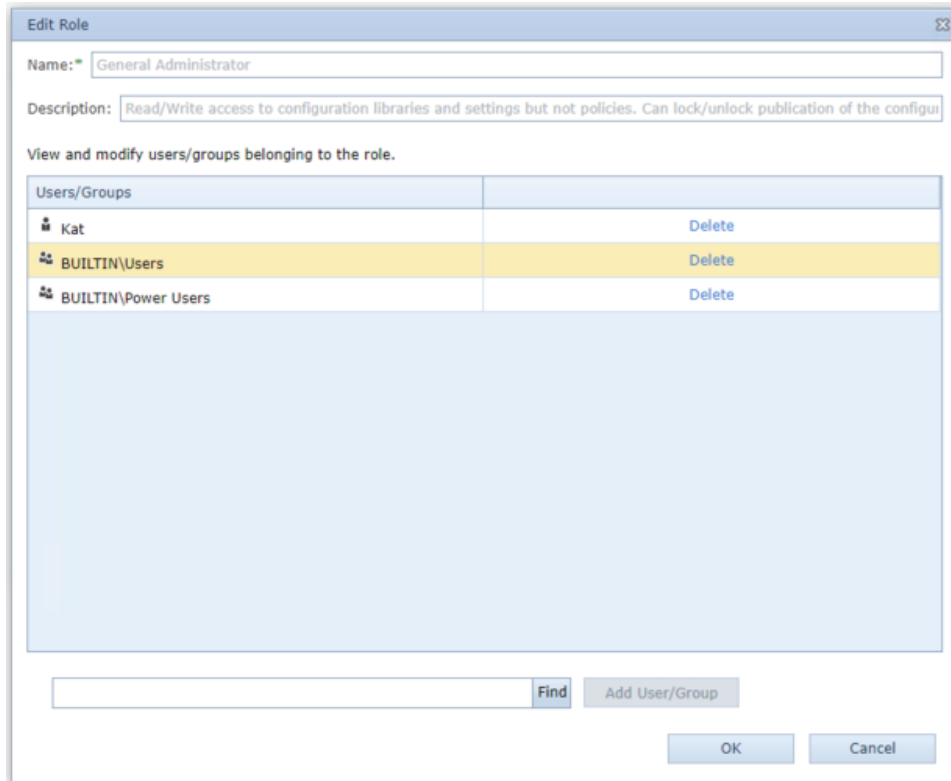 Edit Role
Name:* General Administrator
Description: Read/Write access to configuration libraries and settings but not policies. Can lock/unlock publication of the
View and modify users/groups belonging to the role.
Users/Groups
Kat Delete
BUILTIN\Users Delete
BUILTIN\Power Users Delete
Find Add User/Group
OK Cancel